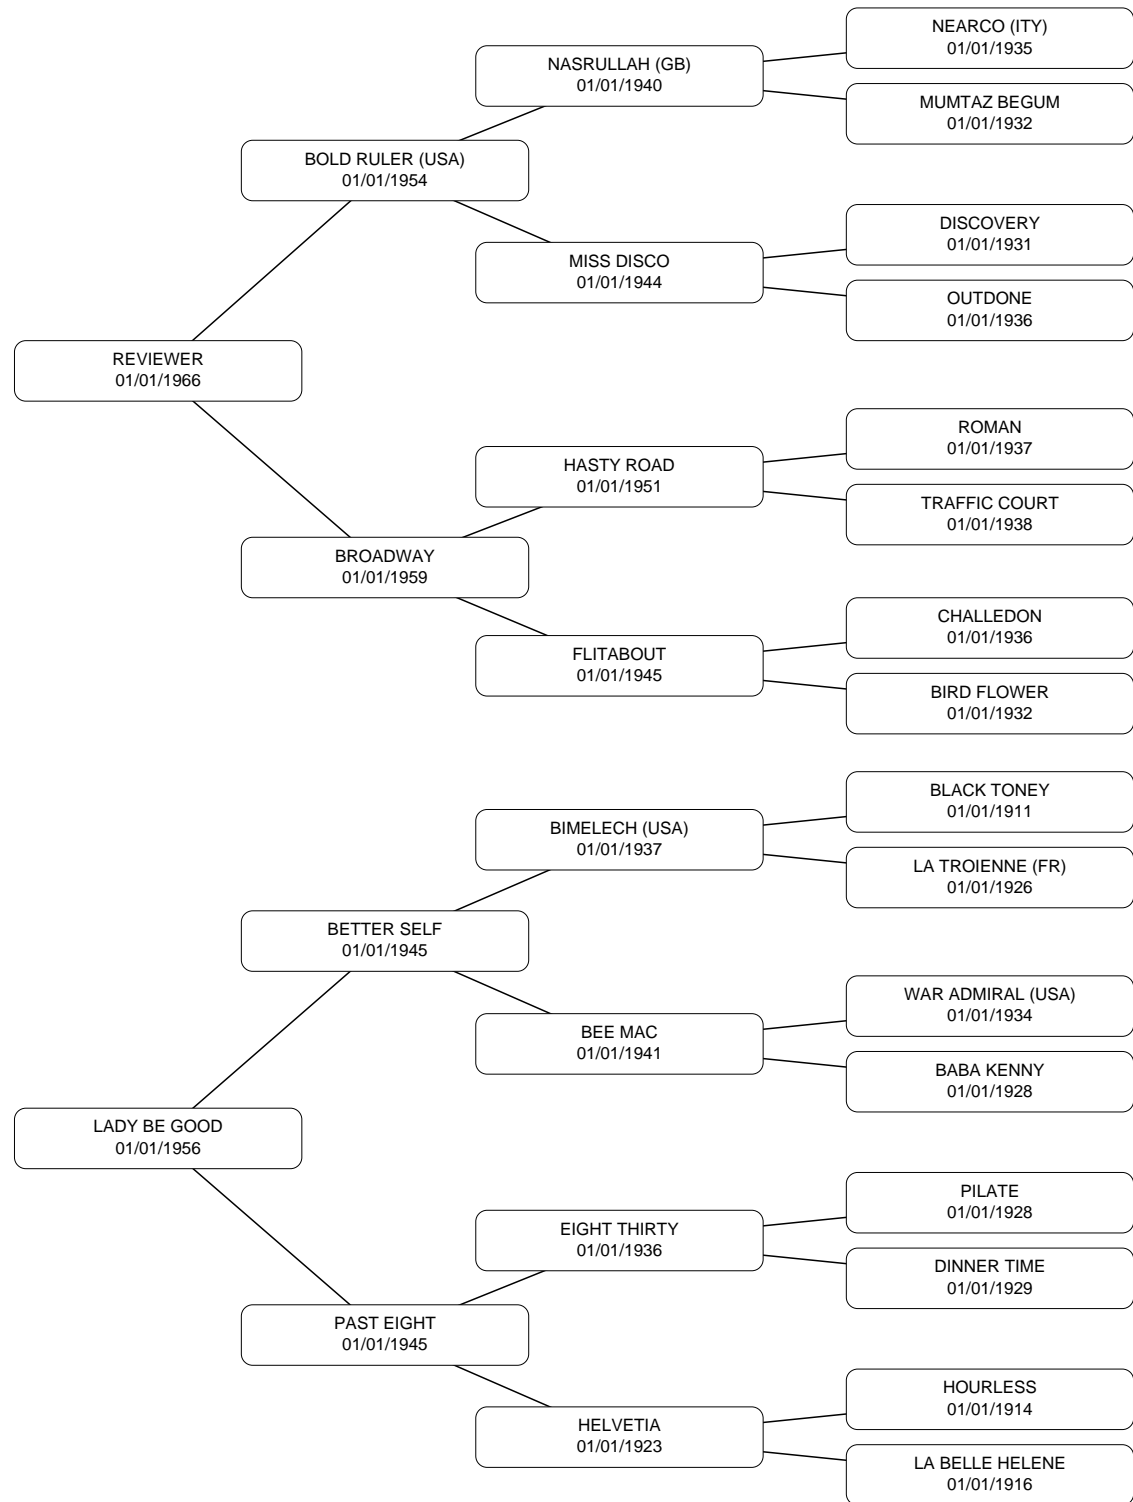 NEARCO (ITY)
01/01/1935
NASRULLAH (GB)
01/01/1940
MUMTAZ BEGUM
01/01/1932
BOLD RULER (USA)
01/01/1954
DISCOVERY
01/01/1931
MISS DISCO
01/01/1944
OUTDONE
01/01/1936
REVIEWER
01/01/1966
ROMAN
01/01/1937
HASTY ROAD
01/01/1951
TRAFFIC COURT
01/01/1938
BROADWAY
01/01/1959
CHALLEDON
01/01/1936
FLITABOUT
01/01/1945
BIRD FLOWER
01/01/1932
BLACK TONEY
01/01/1911
BIMELECH (USA)
01/01/1937
LA TROIENNE (FR)
01/01/1926
BETTER SELF
01/01/1945
WAR ADMIRAL (USA)
01/01/1934
BEE MAC
01/01/1941
BABA KENNY
01/01/1928
LADY BE GOOD
01/01/1956
PILATE
01/01/1928
EIGHT THIRTY
01/01/1936
DINNER TIME
01/01/1929
PAST EIGHT
01/01/1945
HOURLESS
01/01/1914
HELVETIA
01/01/1923
LA BELLE HELENE
01/01/1916